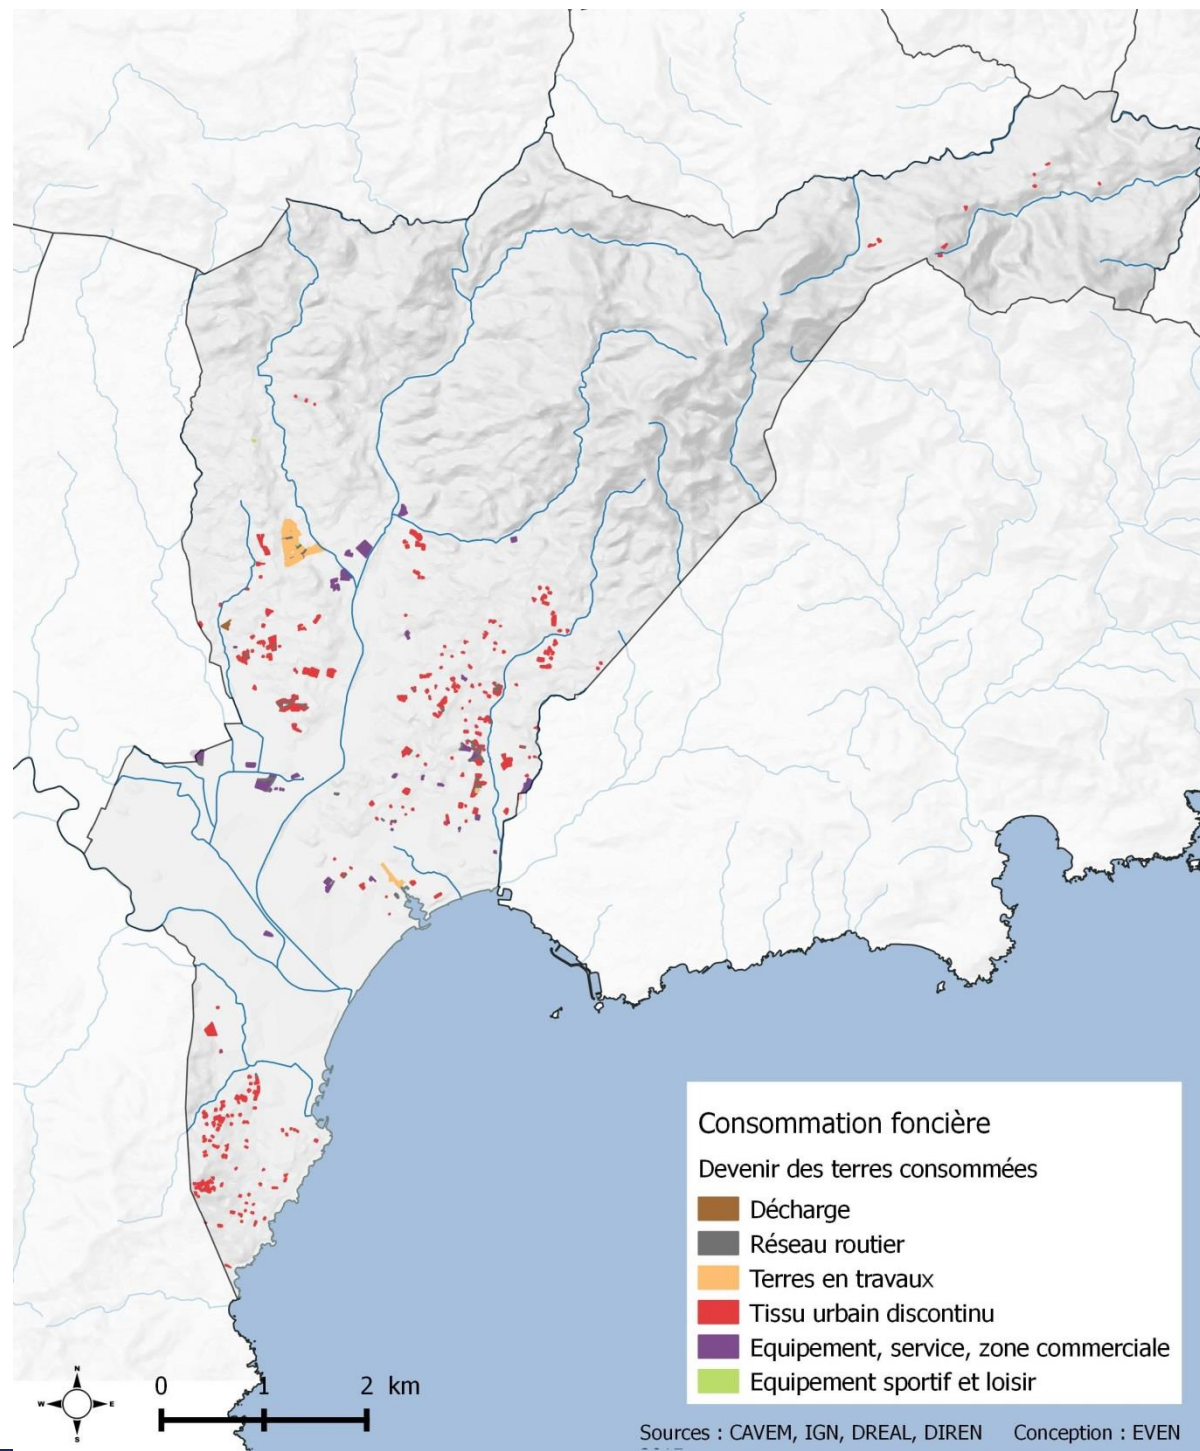 Consommation foncière
Devenir des terres consommées
Décharge
Réseau routier
Terres en travaux
Tissu urbain discontinu
Equipement, service, zone commerciale
Equipement sportif et loisir
N
W E
S
0 1 2 km
Sources : CAVEM, IGN, DREAL, DIREN Conception : EVEN